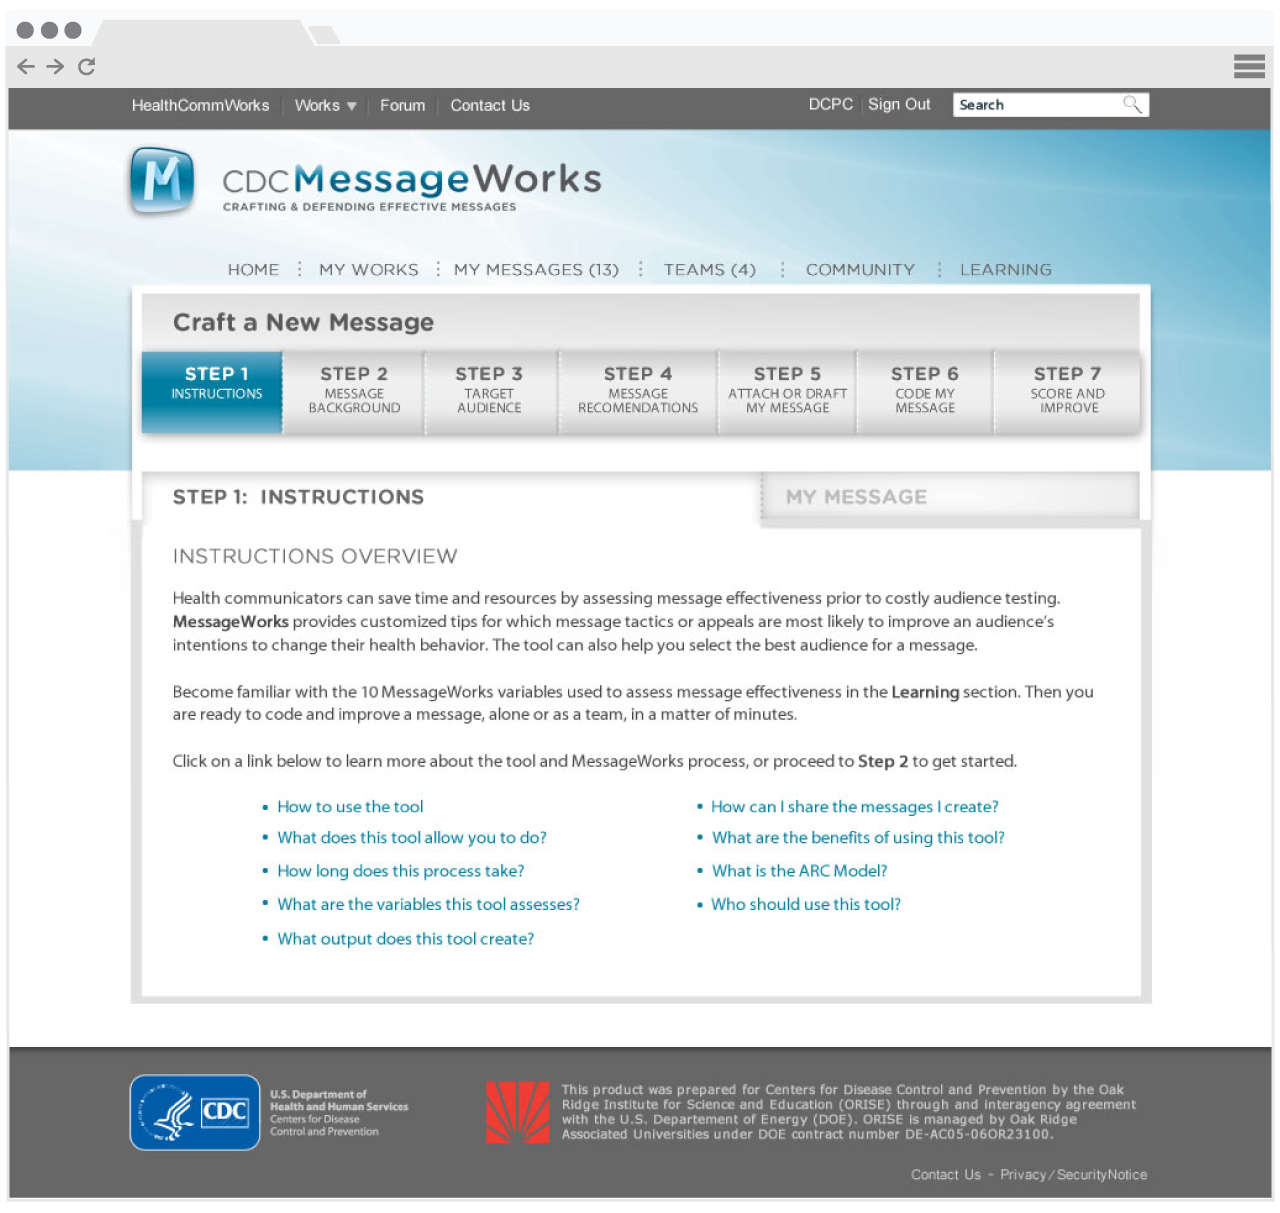 HealthCommWorks Works Forum Contact Us DCPC Sign Out Search
CDCMessageWorks
CRAFTING & DEFENDING EFFECTIVE MESSAGES
HOME MY WORKS MY MESSAGES (13) TEAMS (4) COMMUNITY LEARNING
Craft a New Message
STEP 1
INSTRUCTIONS
STEP 2
MESSAGE
BACKGROUND
STEP 3
TARGET
AUDIENCE
STEP 4
MESSAGE
RECOMENDATIONS
STEP 5
ATTACH OR DRAFT
MY MESSAGE
STEP 6
CODE MY
MESSAGE
STEP 7
SCORE AND
IMPROVE
STEP 1: INSTRUCTIONS
MY MESSAGE
INSTRUCTIONS OVERVIEW
Health communicators can save time and resources by assessing message effectiveness prior to costly audience testing.
MessageWorks provides customized tips for which message tactics or appeals are most likely to improve an audience's
intentions to change their health behavior. The tool can also help you select the best audience for a message.
Become familiar with the 10 MessageWorks variables used to assess message effectiveness in the Learning section. Then you
are ready to code and improve a message, alone or as a team, in a matter of minutes.
Click on a link below to learn more about the tool and MessageWorks process, or proceed to Step 2 to get started.
• How to use the tool
• What does this tool allow you to do?
• How long does this process take?
• What are the variables this tool assesses?
• What output does this tool create?
• How can I share the messages I create?
• What are the benefits of using this tool?
• What is the ARC Model?
• Who should use this tool?
CDC
U.S. Department of
Health and Human Services
Centers for Disease
Control and Prevention
This product was prepared for Centers for Disease Control and Prevention by the Oak
Ridge Institute for Science and Education (ORISE) through and interagency agreement
with the U.S. Departement of Energy (DOE). ORISE is managed by Oak Ridge
Associated Universities under DOE contract number DE-AC05-06OR23100.
Contact Us - Privacy/SecurityNotice